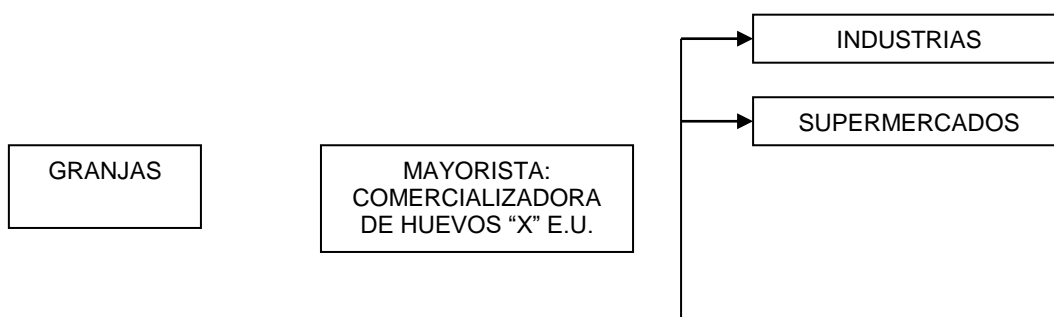 INDUSTRIAS
SUPERMERCADOS
GRANJAS
MAYORISTA:
COMERCIALIZADORA
DE HUEVOS “X” E.U.